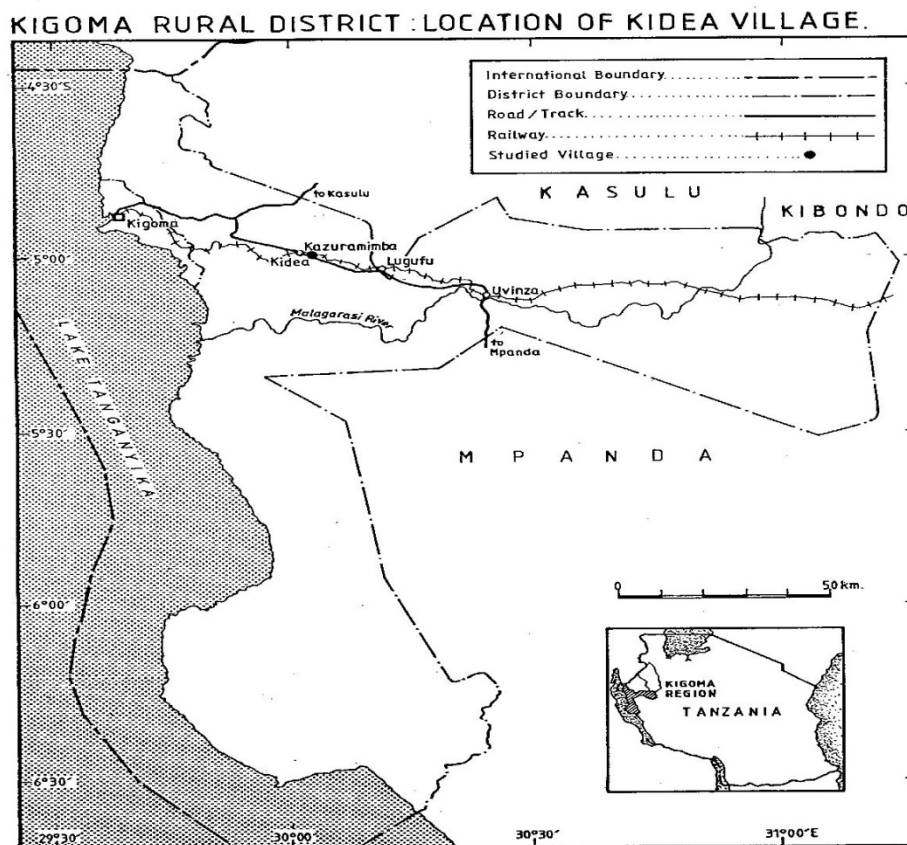 KIGOMA RURAL DISTRICT : LOCATION OF KIDEA VILLAGE.
4°30'S
International Boundary
District Boundary
Road/Track
Railway
Studied Village
KASULU
to Kasulu
KIBONDO
Kigoma
Kazuramimba
5°00'
Kidea
Lugufu
Uvinza
Malagarasi River
to Mpanda
LAKE TANGANYIKA
5°30'
MPANDA
0 50 km.
6°00'
KIGOMA REGION
TANZANIA
6°30'
29°30'
30°00'
30°30'
31°00'E